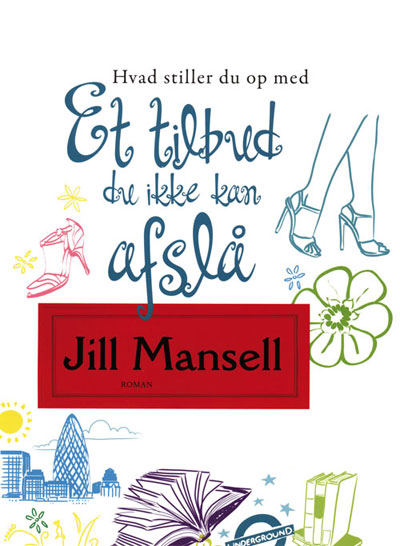 Hvad stiller du op med
Et tilbud
du ikke kan
afslå
Jill Mansell
ROMAN
UNDERGROUND